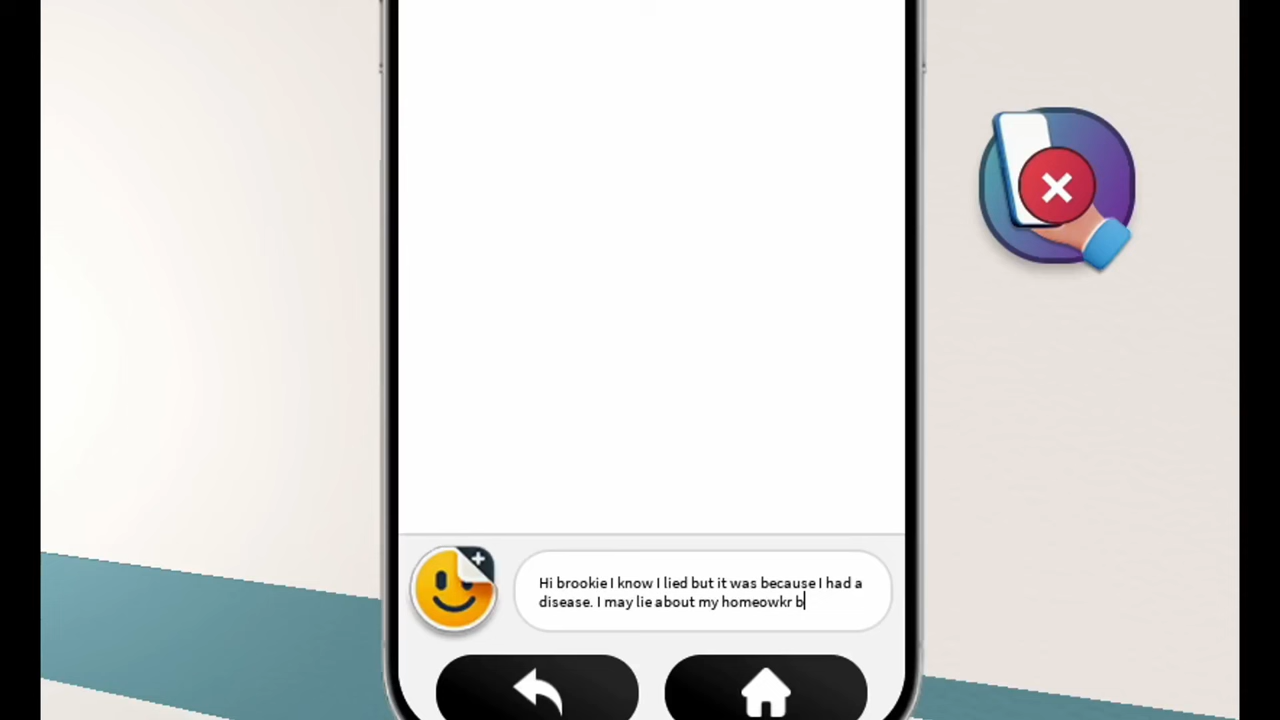 Hi brookie I know I lied but it was because I had a
disease. I may lie about my homeowkr b